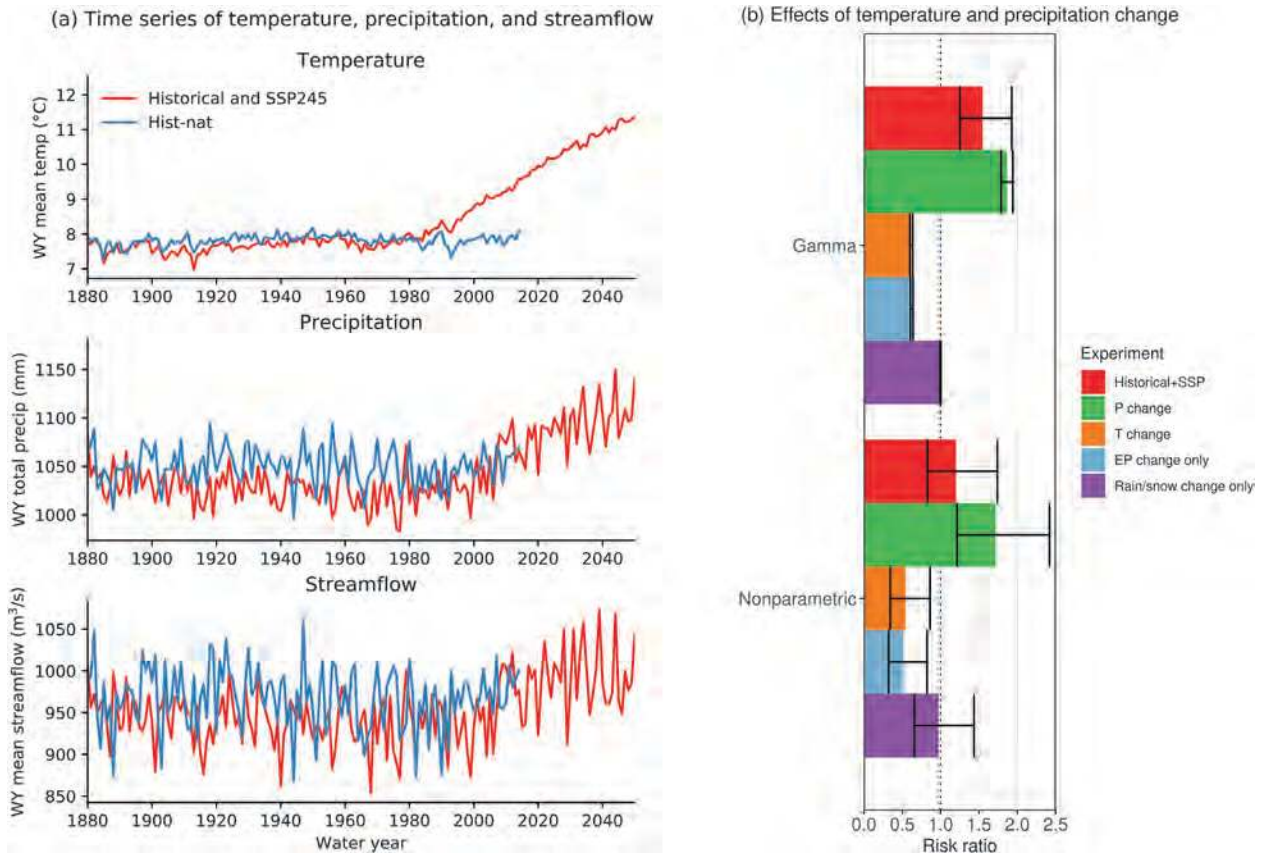 (a) Time series of temperature, precipitation, and streamflow
Temperature
WY mean temp (°C)
12
11
10
9
8
7
Historical and SSP245
Hist-nat
1880 1900 1920 1940 1960 1980 2000 2020 2040
Precipitation
WY total precip (mm)
1150
1100
1050
1000
1880 1900 1920 1940 1960 1980 2000 2020 2040
Streamflow
WY mean streamflow (m³/s)
1050
1000
950
900
850
1880 1900 1920 1940 1960 1980 2000 2020 2040
Water year
(b) Effects of temperature and precipitation change
Gamma
Nonparametric
0.0 0.5 1.0 1.5 2.0 2.5
Risk ratio
Experiment
Historical+SSP
P change
T change
EP change only
Rain/snow change only